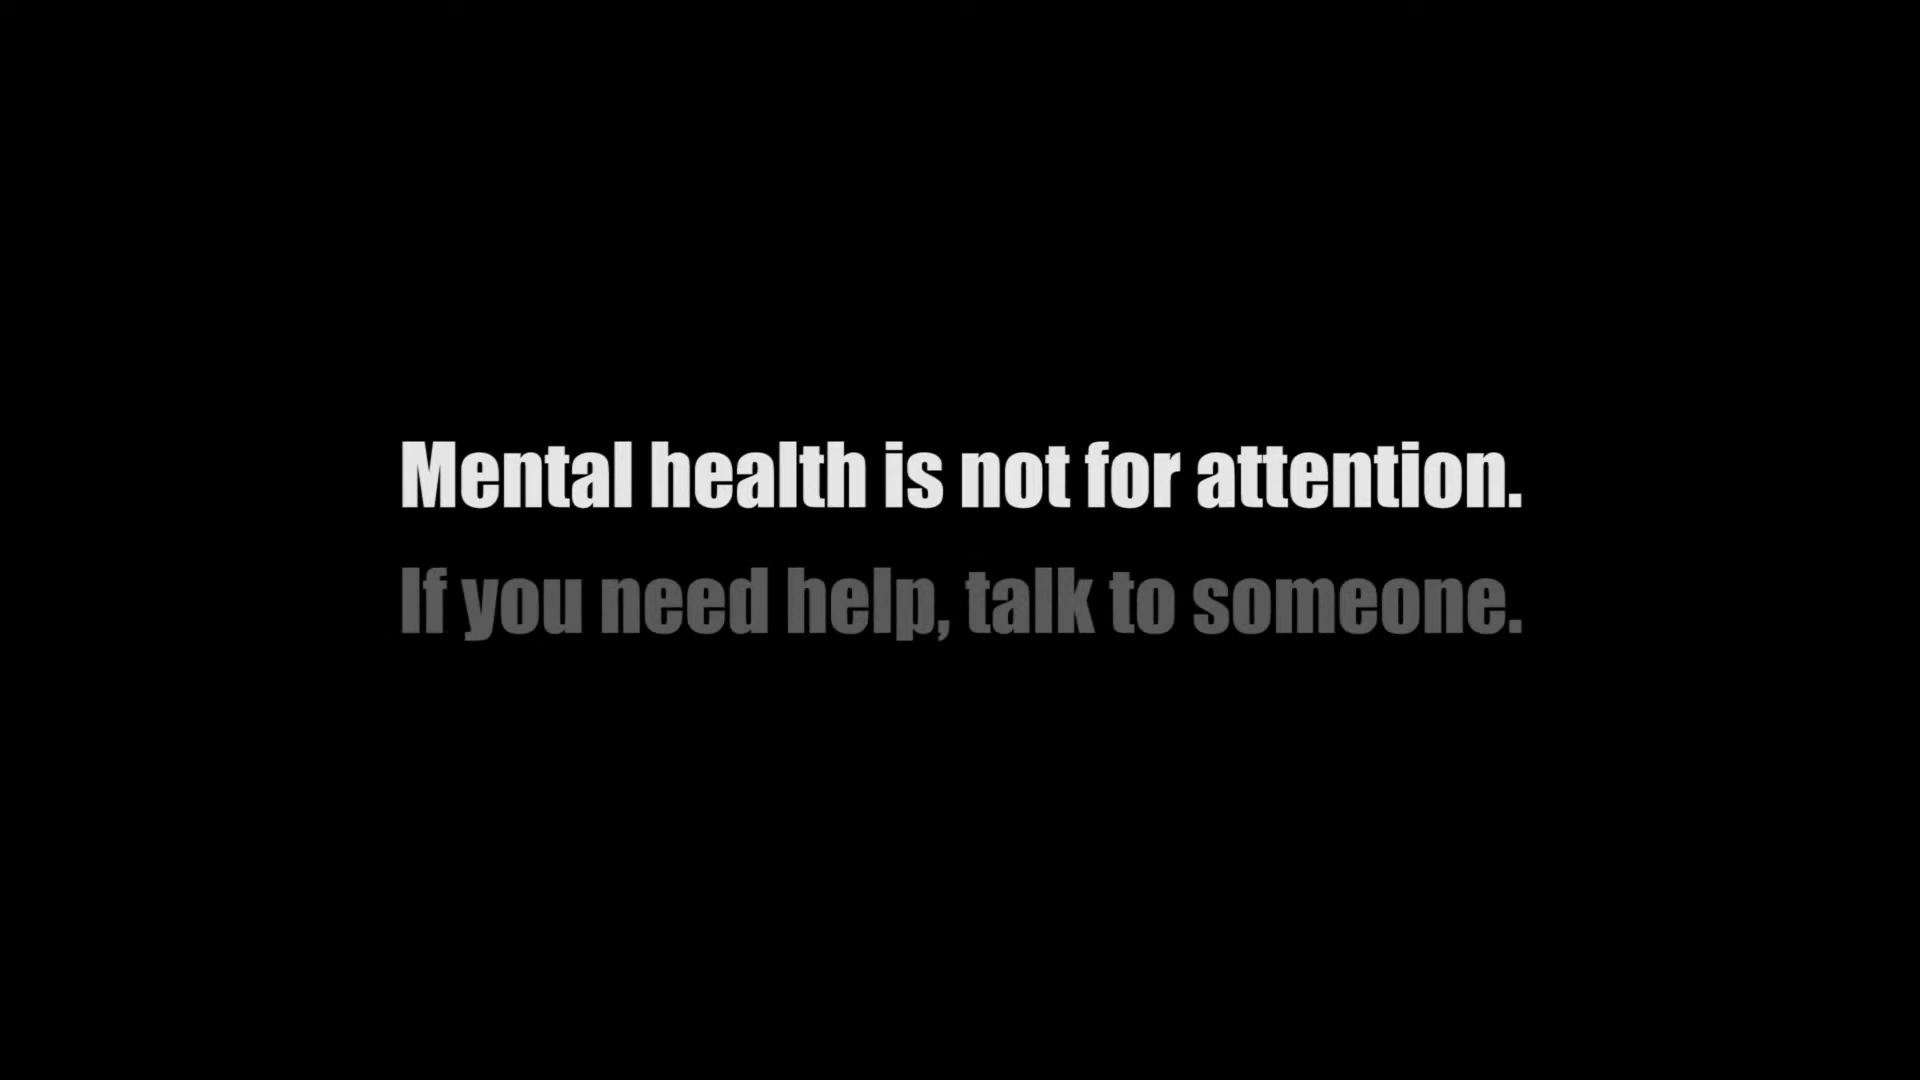 Mental health is not for attention.
If you need help, talk to someone.